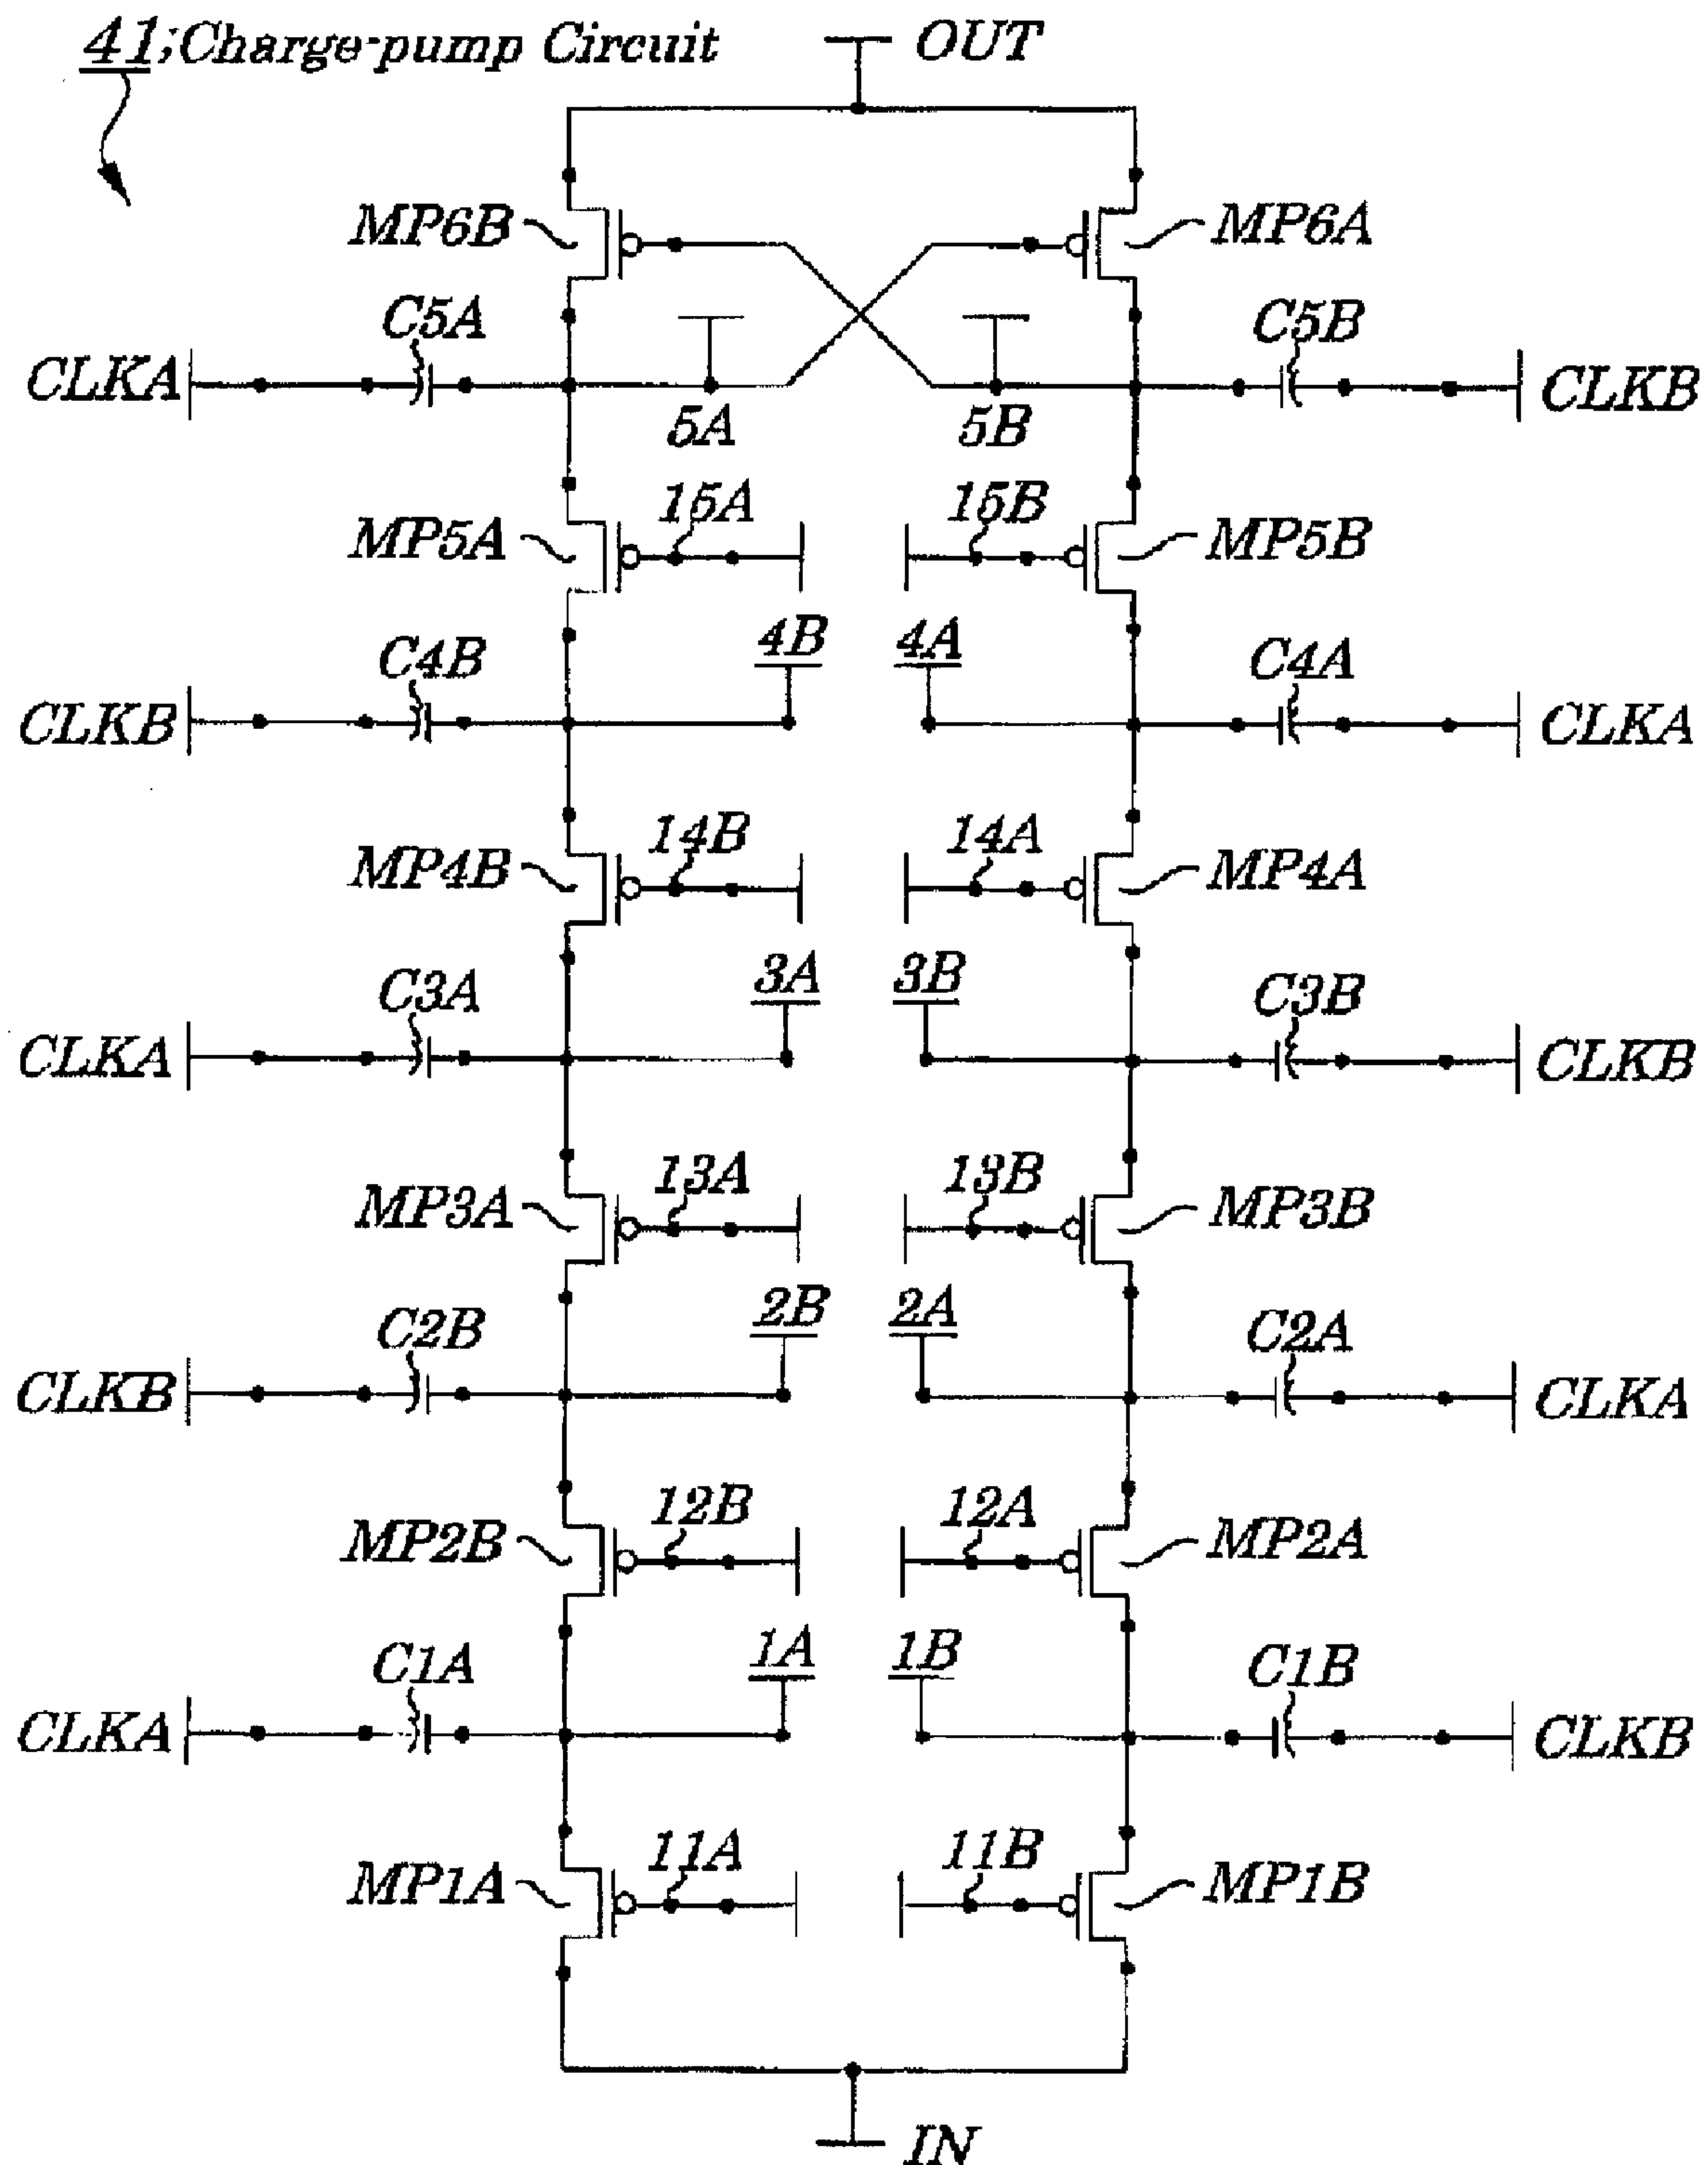 41;Charge-pump Circuit
OUT
MP6B
MP6A
C5A
C5B
CLKA
CLKB
5A
5B
15A
15B
MP5A
MP5B
4B
4A
C4B
C4A
CLKB
CLKA
14B
14A
MP4B
MP4A
3A
3B
C3A
C3B
CLKA
CLKB
13A
13B
MP3A
MP3B
2B
2A
C2B
C2A
CLKB
CLKA
12B
12A
MP2B
MP2A
1A
1B
C1A
C1B
CLKA
CLKB
11A
11B
MP1A
MP1B
IN